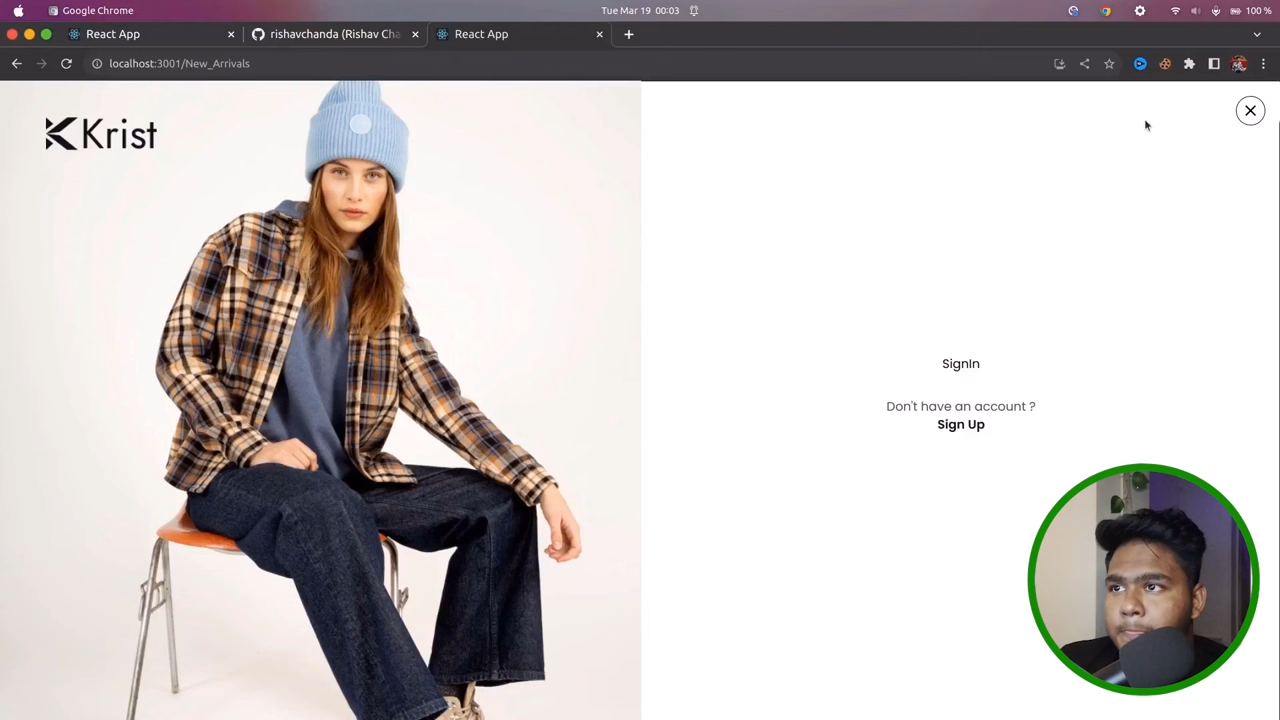 Google Chrome
Tue Mar 19 00:03
100 %
React App
rishavchanda (Rishav Cha
React App
localhost:3001/New_Arrivals
Krist
SignIn
Don't have an account ?
Sign Up